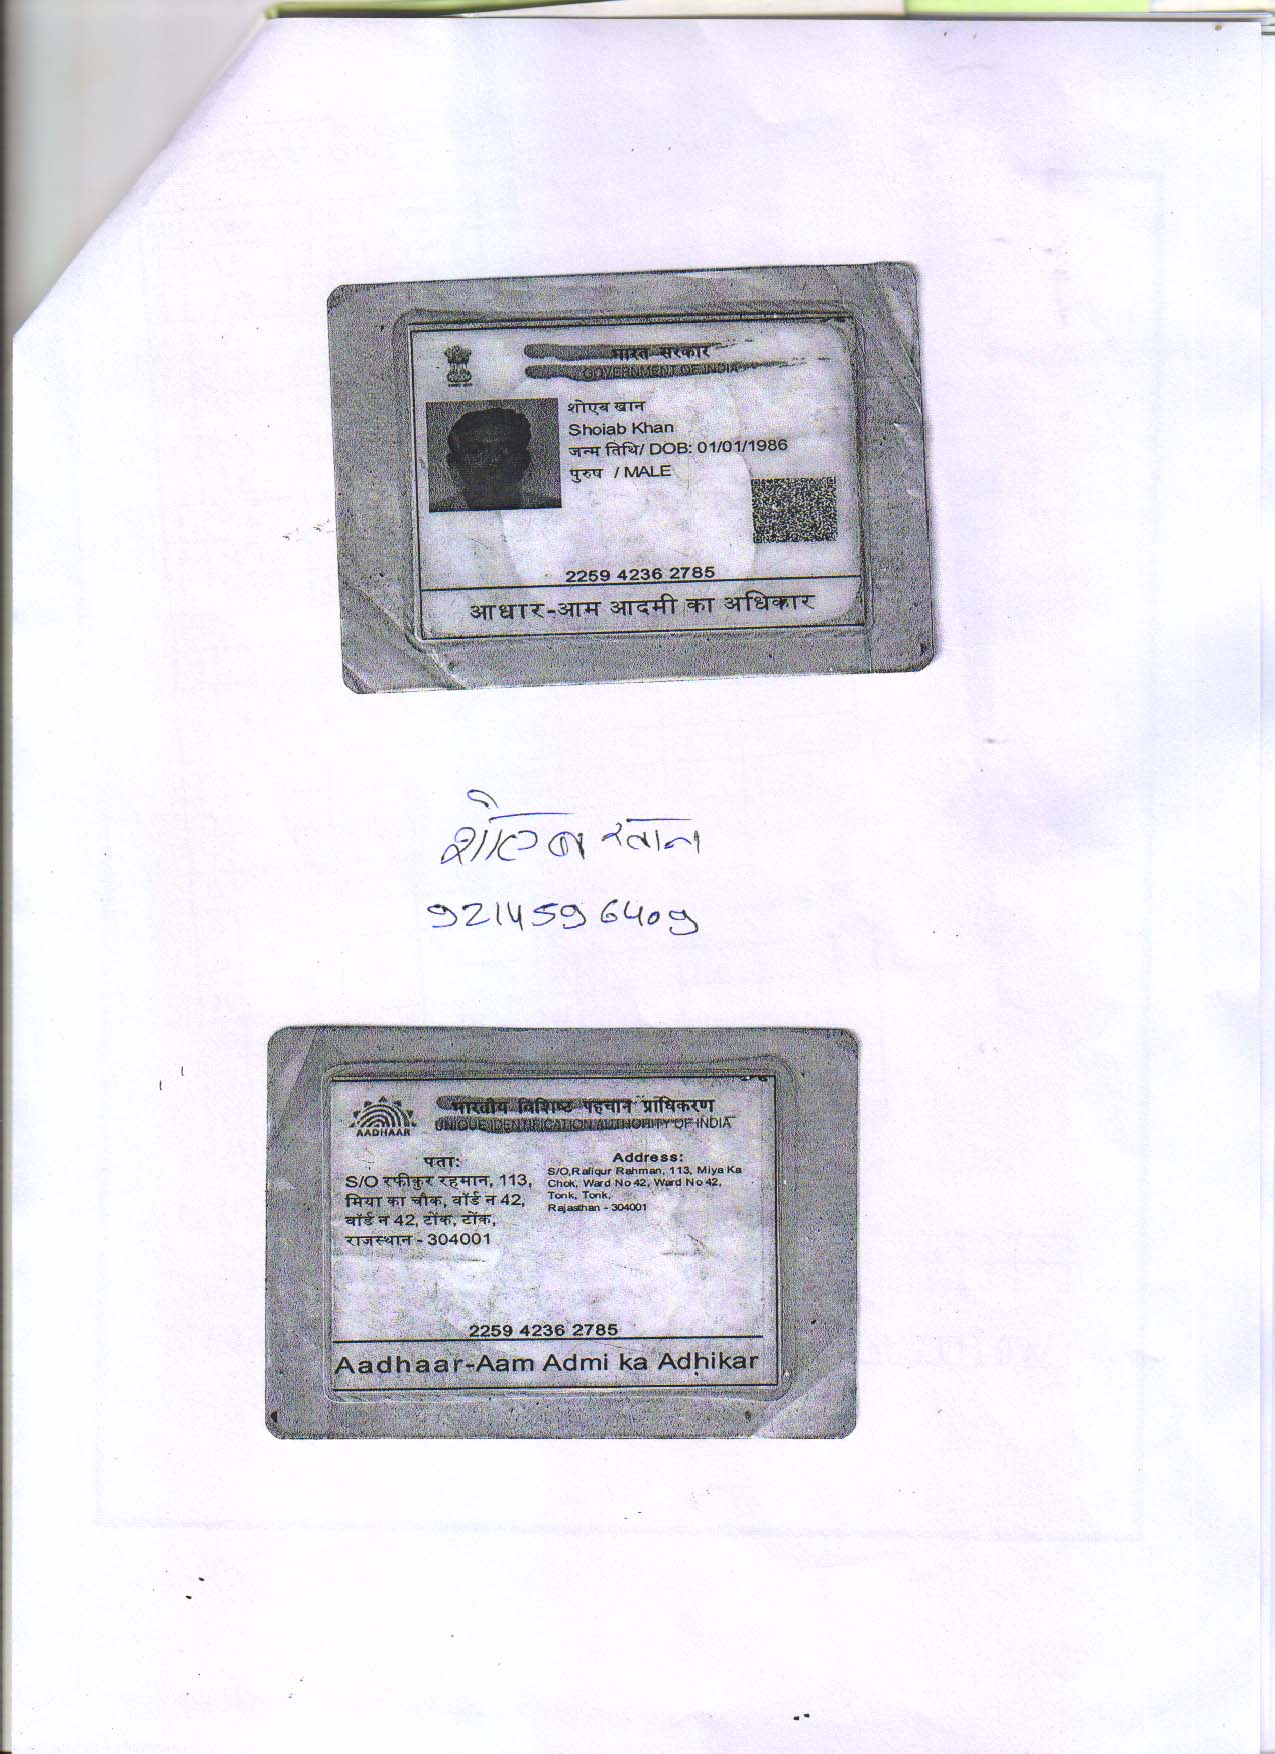 भारत सरकार
GOVERNMENT OF INDIA
शोएब खान
Shoiab Khan
जन्म तिथि/ DOB: 01/01/1986
पुरुष / MALE
2259 4236 2785
आधार-आम आदमी का अधिकार
शोएब खान
9214596409
भारतीय विशिष्ट पहचान प्राधिकरण
UNIQUE IDENTIFICATION AUTHORITY OF INDIA
AADHAAR
पता:
S/O रफीकुर रहमान, 113,
मिया का चौक, वॉर्ड न 42,
वॉर्ड न 42, टोंक, टोंक,
राजस्थान - 304001
Address:
S/O,Rafiqur Rahman, 113, Miya Ka
Chok, Ward No 42, Ward No 42,
Tonk, Tonk,
Rajasthan - 304001
2259 4236 2785
Aadhaar-Aam Admi ka Adhikar